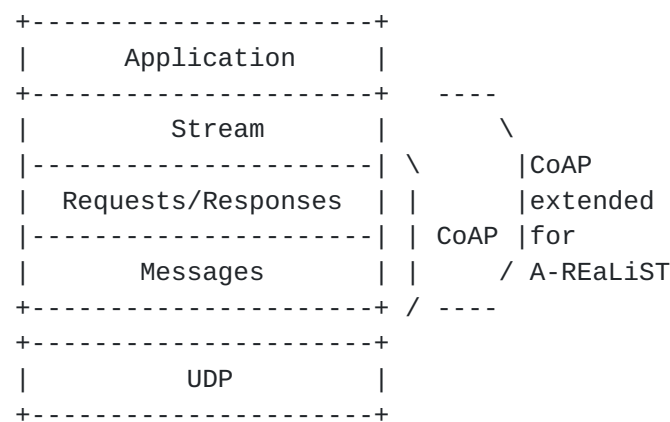 +----------------------+
|      Application     |
+----------------------+   ----
|         Stream       |       \
|----------------------| \      |CoAP
|  Requests/Responses  | |      |extended
|----------------------| | CoAP |for
|       Messages       | |     / A-REaLiST
+----------------------+ / ----
+----------------------+
|          UDP         |
+----------------------+